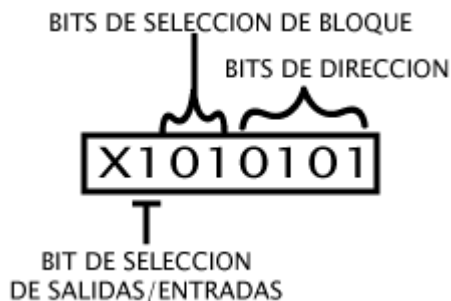 BITS DE SELECCION DE BLOQUE
BITS DE DIRECCION
X1010101
BIT DE SELECCION
DE SALIDAS/ENTRADAS